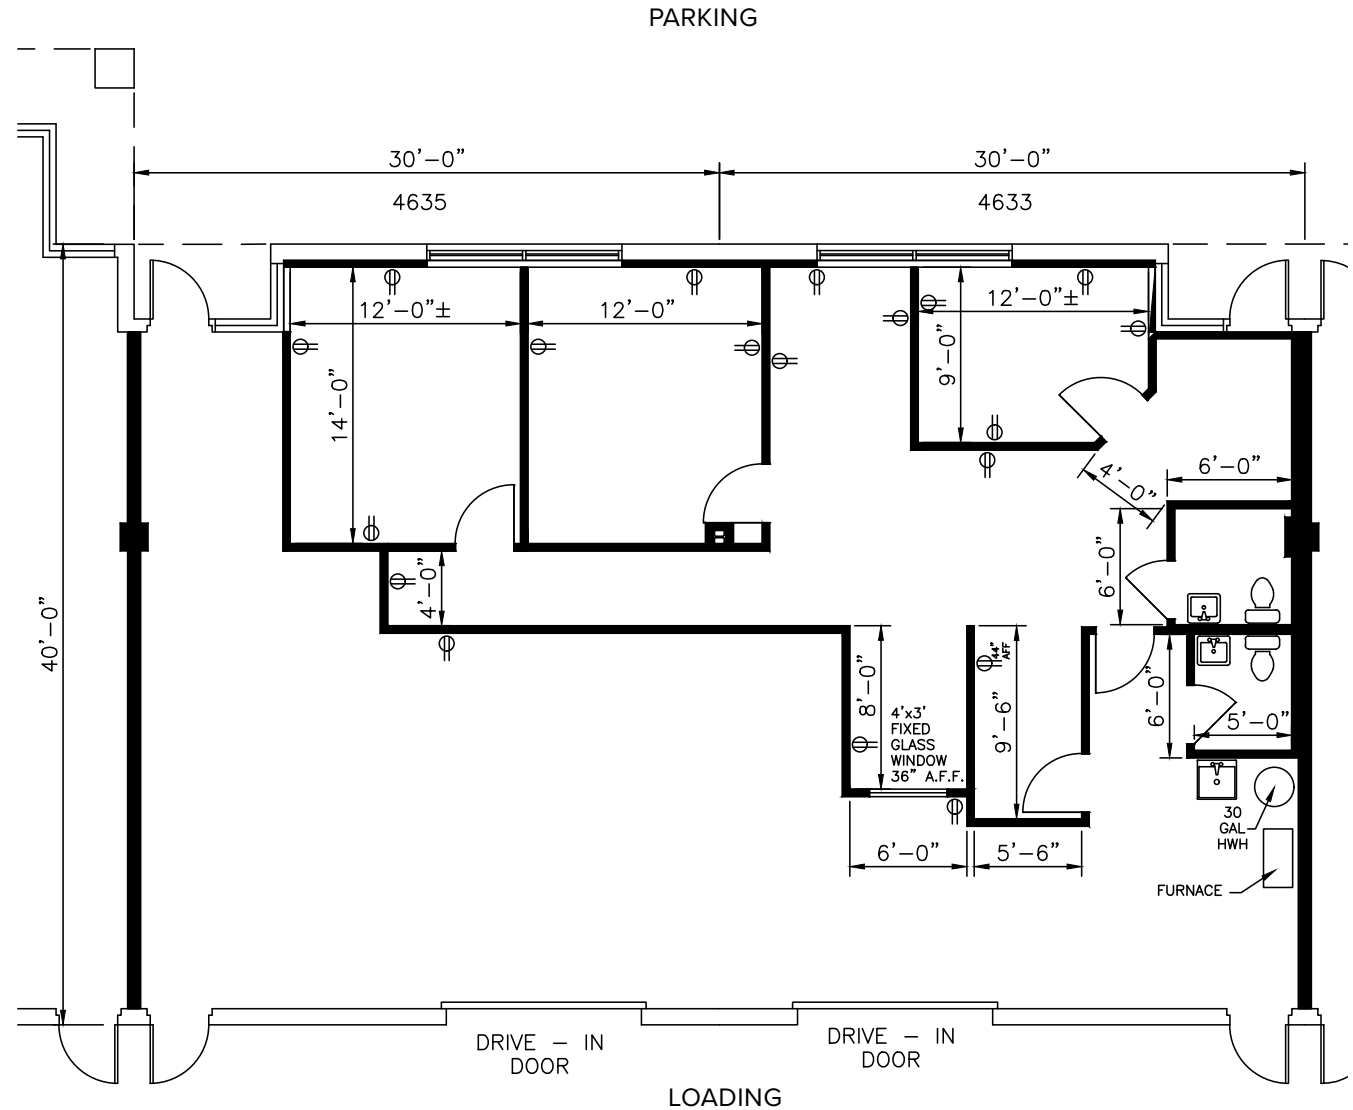 PARKING
30’–0”
30’–0”
4635
4633
12’–0”±
12’–0”
12’–0”±
9’–0”
14’–0”
4’–0”
6’–0”
4’–0”
6’–0”
40’–0”
8’–0”
44”
AFF
9’–6”
6’–0”
5’–0”
4’x3’
FIXED
GLASS
WINDOW
36” A.F.F.
30
GAL
HWH
6’–0”
5’–6”
FURNACE
DRIVE – IN
DOOR
DRIVE – IN
DOOR
LOADING